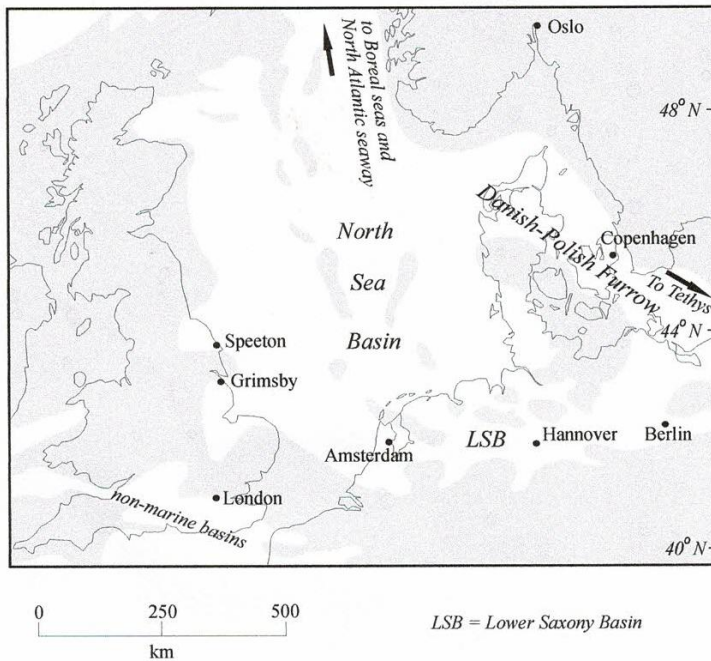 Oslo
to Boreal seas and
North Atlantic seaway
48° N
North
Danish-Polish Furrow
Copenhagen
Sea
To Tethys
44° N
Basin
Speeton
Grimsby
Amsterdam
LSB
Hannover
Berlin
London
non-marine basins
40° N
0 250 500
km
LSB = Lower Saxony Basin